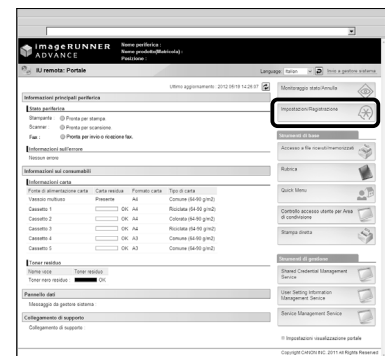 imageRUNNER
ADVANCE
Nome periferica :
Nome prodotto(Matricola) :
Posizione :
IU remota: Portale
Language Italian
Invio a gestore sistema
Ultimo aggiornamento: 2012 05/18 14:26:07
Informazioni principali periferica
Stato periferica
Stampante : Pronta per stampa.
Scanner : Pronta per scansione.
Fax : Pronta per invio o ricezione fax.
Informazioni sull'errore
Nessun errore.
Informazioni sui consumabili
Informazioni carta
Fonte di alimentazione carta Carta residua Formato carta Tipo di carta
Vassoio multiuso Presente A4 Comune (64-90 g/m2)
Cassetto 1 OK A4 Riciclata (64-90 g/m2)
Cassetto 2 OK A4 Colorata (64-90 g/m2)
Cassetto 3 OK A4 Riciclata (64-90 g/m2)
Cassetto 4 OK A3 Comune (64-90 g/m2)
Cassetto 5 OK A3 Comune (64-90 g/m2)
Toner residuo
Nome voce Toner residuo
Toner nero residuo : OK
Pannello dati
Messaggio da gestore sistema :
Collegamento di supporto
Collegamento di supporto :
Monitoraggio stato/Annulla
Impostazioni/Registrazione
Strumenti di base
Accesso a file ricevuti/memorizzati
Rubrica
Quick Menu
Controllo accesso utente per Area di condivisione
Stampa diretta
Strumenti di gestione
Shared Credential Management Service
User Setting Information Management Service
Service Management Service
Impostazioni visualizzazione portale
Copyright CANON INC. 2011 All Rights Reserved